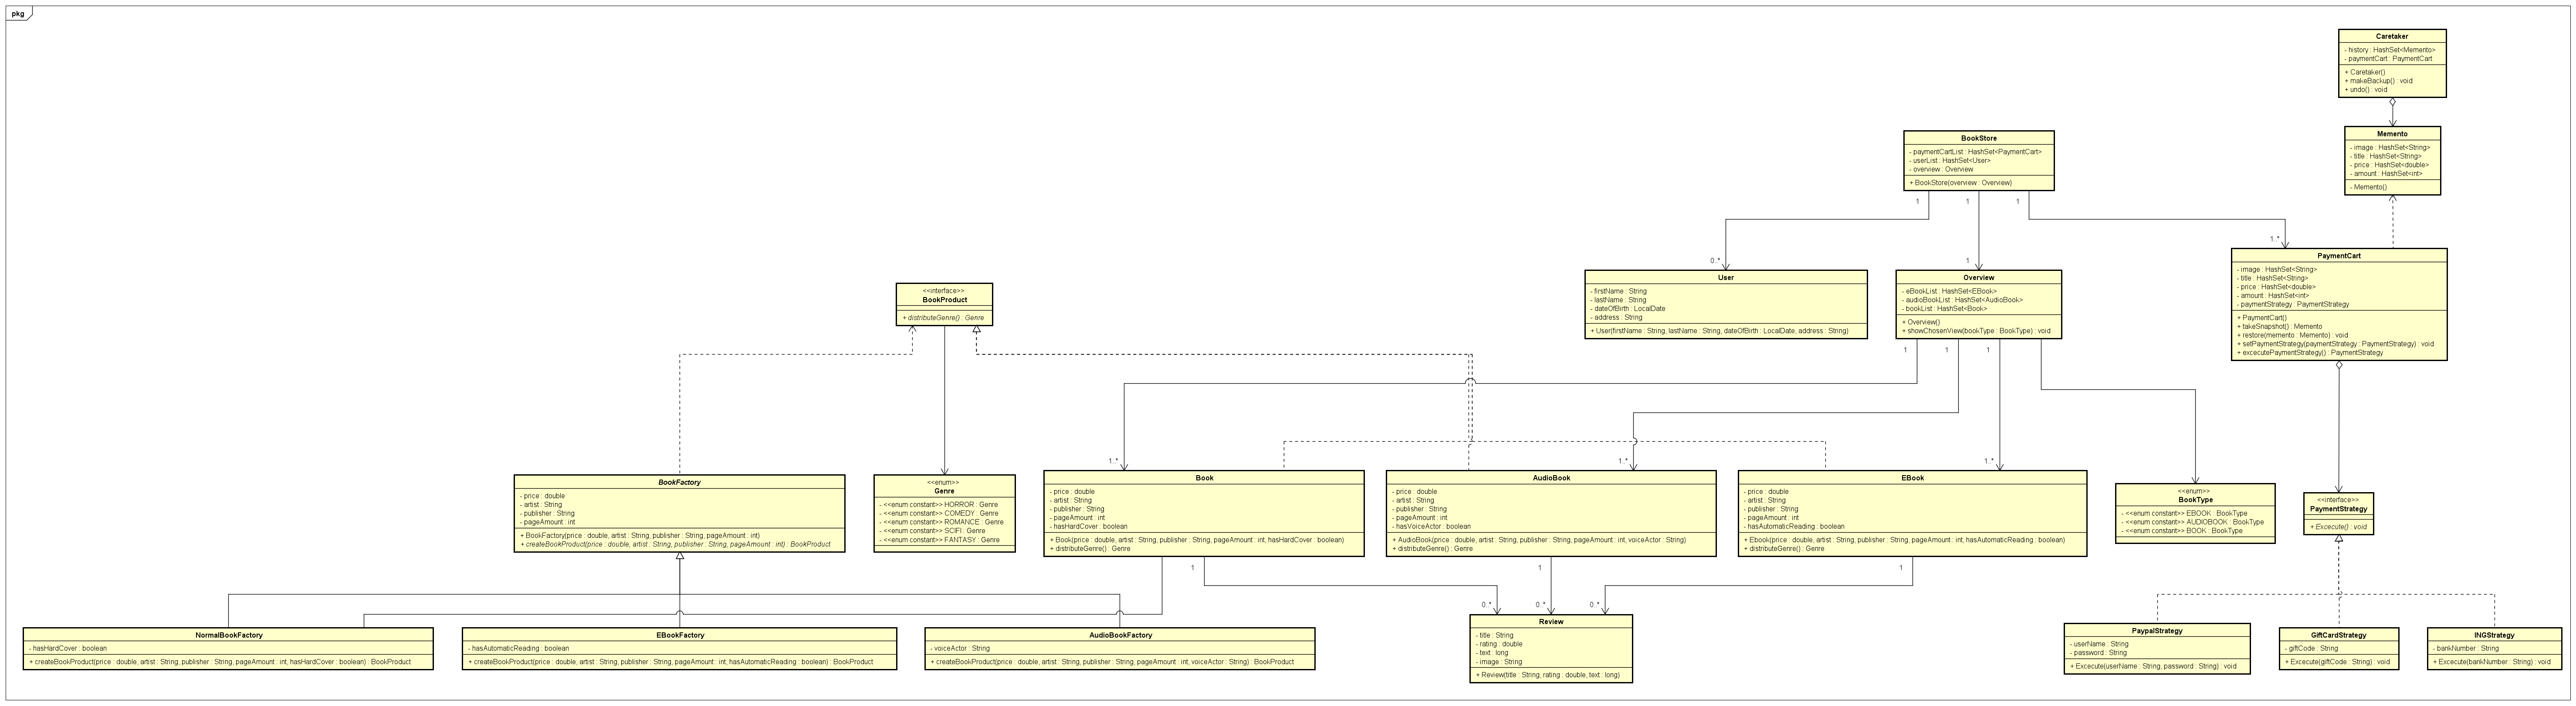 pkg
Caretaker
- history : HashSet<Memento>
- paymentCart : PaymentCart
+ Caretaker()
+ makeBackup() : void
+ undo() : void
Memento
- image : HashSet<String>
- title : HashSet<String>
- price : HashSet<double>
- amount : HashSet<int>
- Memento()
BookStore
- paymentCartList : HashSet<PaymentCart>
- userList : HashSet<User>
- overview : Overview
+ BookStore(overview : Overview)
1
1
1
0..*
1
1..*
User
- firstName : String
- lastName : String
- dateOfBirth : LocalDate
- address : String
+ User(firstName : String, lastName : String, dateOfBirth : LocalDate, address : String)
Overview
- eBookList : HashSet<EBook>
- audioBookList : HashSet<AudioBook>
- bookList : HashSet<Book>
+ Overview()
+ showChosenView(bookType : BookType) : void
PaymentCart
- image : HashSet<String>
- title : HashSet<String>
- price : HashSet<double>
- amount : HashSet<int>
- paymentStrategy : PaymentStrategy
+ PaymentCart()
+ takeSnapshot() : Memento
+ restore(memento : Memento) : void
+ setPaymentStrategy(paymentStrategy : PaymentStrategy) : void
+ excecutePaymentStrategy() : PaymentStrategy
<<interface>>
BookProduct
+ distributeGenre() : Genre
1
1
1
1..*
1..*
1..*
BookFactory
- price : double
- artist : String
- publisher : String
- pageAmount : int
+ BookFactory(price : double, artist : String, publisher : String, pageAmount : int)
+ createBookProduct(price : double, artist : String, publisher : String, pageAmount : int) : BookProduct
<<enum>>
Genre
- <<enum constant>> HORROR : Genre
- <<enum constant>> COMEDY : Genre
- <<enum constant>> ROMANCE : Genre
- <<enum constant>> SCIFI : Genre
- <<enum constant>> FANTASY : Genre
Book
- price : double
- artist : String
- publisher : String
- pageAmount : int
- hasHardCover : boolean
+ Book(price : double, artist : String, publisher : String, pageAmount : int, hasHardCover : boolean)
+ distributeGenre() : Genre
AudioBook
- price : double
- artist : String
- publisher : String
- pageAmount : int
- hasVoiceActor : boolean
+ AudioBook(price : double, artist : String, publisher : String, pageAmount : int, voiceActor : String)
+ distributeGenre() : Genre
EBook
- price : double
- artist : String
- publisher : String
- pageAmount : int
- hasAutomaticReading : boolean
+ Ebook(price : double, artist : String, publisher : String, pageAmount : int, hasAutomaticReading : boolean)
+ distributeGenre() : Genre
<<enum>>
BookType
- <<enum constant>> EBOOK : BookType
- <<enum constant>> AUDIOBOOK : BookType
- <<enum constant>> BOOK : BookType
<<interface>>
PaymentStrategy
+ Excecute() : void
1
1
1
0..*
0..*
0..*
NormalBookFactory
- hasHardCover : boolean
+ createBookProduct(price : double, artist : String, publisher : String, pageAmount : int, hasHardCover : boolean) : BookProduct
EBookFactory
- hasAutomaticReading : boolean
+ createBookProduct(price : double, artist : String, publisher : String, pageAmount : int, hasAutomaticReading : boolean) : BookProduct
AudioBookFactory
- voiceActor : String
+ createBookProduct(price : double, artist : String, publisher : String, pageAmount : int, voiceActor : String) : BookProduct
Review
- title : String
- rating : double
- text : long
- image : String
+ Review(title : String, rating : double, text : long)
PaypalStrategy
- userName : String
- password : String
+ Excecute(userName : String, password : String) : void
GiftCardStrategy
- giftCode : String
+ Excecute(giftCode : String) : void
INGStrategy
- bankNumber : String
+ Excecute(bankNumber : String) : void